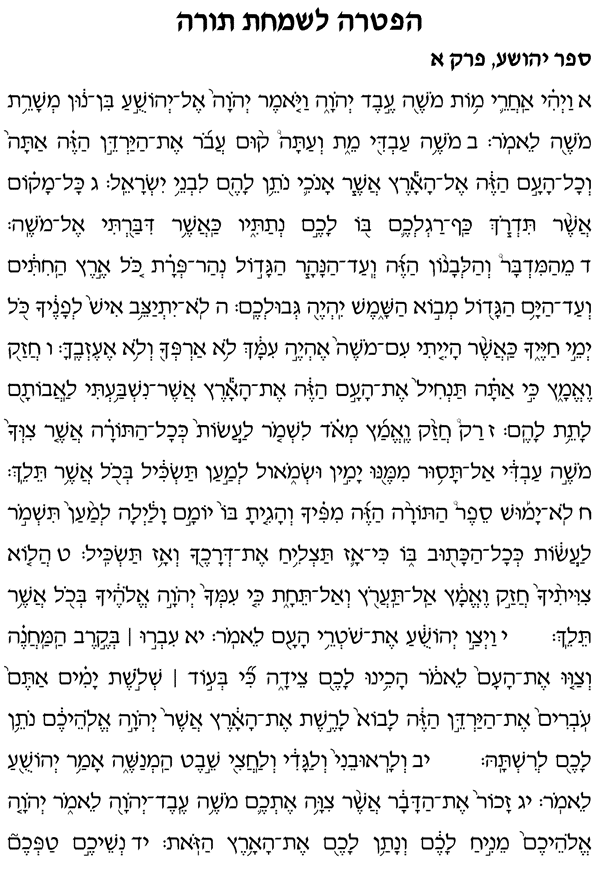 הפטרה לשמחת תורה
ספר יהושע, פרק א
א וַיְהִ֗י אַחֲרֵ֛י מ֥וֹת מֹשֶׁ֖ה עֶ֣בֶד יְהוָ֑ה וַיֹּ֤אמֶר יְהוָה֙ אֶל־יְהוֹשֻׁ֣עַ בִּן־נ֔וּן מְשָׁרֵ֥ת
מֹשֶׁ֖ה לֵאמֹֽר׃ ב מֹשֶׁ֥ה עַבְדִּ֖י מֵ֑ת וְעַתָּה֩ ק֨וּם עֲבֹ֜ר אֶת־הַיַּרְדֵּ֣ן הַזֶּ֗ה אַתָּה֙
וְכׇל־הָעָ֣ם הַזֶּ֔ה אֶל־הָאָ֕רֶץ אֲשֶׁ֧ר אָנֹכִ֛י נֹתֵ֥ן לָהֶ֖ם לִבְנֵ֥י יִשְׂרָאֵֽל׃ ג כׇּל־מָק֗וֹם
אֲשֶׁ֨ר תִּדְרֹ֧ךְ כַּֽף־רַגְלְכֶ֛ם בּ֖וֹ לָכֶ֣ם נְתַתִּ֑יו כַּאֲשֶׁ֥ר דִּבַּ֖רְתִּי אֶל־מֹשֶֽׁה׃
ד מֵהַמִּדְבָּר֩ וְהַלְּבָנ֨וֹן הַזֶּ֜ה וְֽעַד־הַנָּהָ֧ר הַגָּד֣וֹל נְהַר־פְּרָ֗ת כֹּ֚ל אֶ֣רֶץ הַֽחִתִּ֔ים
וְעַד־הַיָּ֥ם הַגָּד֖וֹל מְב֣וֹא הַשָּׁ֑מֶשׁ יִֽהְיֶ֖ה גְּבוּלְכֶֽם׃ ה לֹֽא־יִתְיַצֵּ֥ב אִישׁ֙ לְפָנֶ֔יךָ כֹּ֖ל
יְמֵ֣י חַיֶּ֑יךָ כַּאֲשֶׁ֨ר הָיִ֤יתִי עִם־מֹשֶׁה֙ אֶהְיֶ֣ה עִמָּ֔ךְ לֹ֥א אַרְפְּךָ֖ וְלֹ֥א אֶעֶזְבֶֽךָּ׃ ו חֲזַ֖ק
וֶאֱמָ֑ץ כִּ֣י אַתָּ֗ה תַּנְחִיל֙ אֶת־הָעָ֣ם הַזֶּ֔ה אֶת־הָאָ֕רֶץ אֲשֶׁר־נִשְׁבַּ֥עְתִּי לַאֲבוֹתָ֖ם
לָתֵ֥ת לָהֶֽם׃ ז רַק֩ חֲזַ֨ק וֶֽאֱמַ֜ץ מְאֹ֗ד לִשְׁמֹ֤ר לַעֲשׂוֹת֙ כְּכׇל־הַתּוֹרָ֗ה אֲשֶׁ֤ר צִוְּךָ֙
מֹשֶׁ֣ה עַבְדִּ֔י אַל־תָּס֥וּר מִמֶּ֖נּוּ יָמִ֣ין וּשְׂמֹ֑אול לְמַ֣עַן תַּשְׂכִּ֔יל בְּכֹ֖ל אֲשֶׁ֥ר תֵּלֵֽךְ׃
ח לֹֽא־יָמ֡וּשׁ סֵפֶר֩ הַתּוֹרָ֨ה הַזֶּ֜ה מִפִּ֗יךָ וְהָגִ֤יתָ בּוֹ֙ יוֹמָ֣ם וָלַ֔יְלָה לְמַ֙עַן֙ תִּשְׁמֹ֣ר
לַעֲשׂ֔וֹת כְּכׇל־הַכָּת֖וּב בּ֑וֹ כִּי־אָ֛ז תַּצְלִ֥יחַ אֶת־דְּרָכֶ֖ךָ וְאָ֥ז תַּשְׂכִּֽיל׃ ט הֲל֤וֹא
צִוִּיתִ֙יךָ֙ חֲזַ֣ק וֶאֱמָ֔ץ אַֽל־תַּעֲרֹ֖ץ וְאַל־תֵּחָ֑ת כִּ֤י עִמְּךָ֙ יְהוָ֣ה אֱלֹהֶ֔יךָ בְּכֹ֖ל אֲשֶׁ֥ר
תֵּלֵֽךְ׃ י וַיְצַ֣ו יְהוֹשֻׁ֔עַ אֶת־שֹׁטְרֵ֥י הָעָ֖ם לֵאמֹֽר׃ יא עִבְר֣וּ ׀ בְּקֶ֣רֶב הַֽמַּחֲנֶ֗ה
וְצַוּ֤וּ אֶת־הָעָם֙ לֵאמֹ֔ר הָכִ֥ינוּ לָכֶ֖ם צֵידָ֑ה כִּ֞י בְּע֣וֹד ׀ שְׁלֹ֣שֶׁת יָמִ֗ים אַתֶּם֙
עֹֽבְרִים֙ אֶת־הַיַּרְדֵּ֣ן הַזֶּ֔ה לָבוֹא֙ לָרֶ֣שֶׁת אֶת־הָאָ֔רֶץ אֲשֶׁר֙ יְהוָ֣ה אֱלֹֽהֵיכֶ֔ם נֹתֵ֥ן
לָכֶ֖ם לְרִשְׁתָּֽהּ׃ יב וְלָרֽאוּבֵנִי֙ וְלַגָּדִ֔י וְלַחֲצִ֖י שֵׁ֣בֶט הַֽמְנַשֶּׁ֑ה אָמַ֥ר יְהוֹשֻׁ֖עַ
לֵאמֹֽר׃ יג זָכוֹר֙ אֶת־הַדָּבָ֔ר אֲשֶׁ֨ר צִוָּ֥ה אֶתְכֶ֛ם מֹשֶׁ֥ה עֶֽבֶד־יְהוָ֖ה לֵאמֹ֑ר יְהוָ֤ה
אֱלֹהֵיכֶם֙ מֵנִ֣יחַ לָכֶ֔ם וְנָתַ֥ן לָכֶ֖ם אֶת־הָאָ֥רֶץ הַזֹּֽאת׃ יד נְשֵׁיכֶ֣ם טַפְּכֶם֮